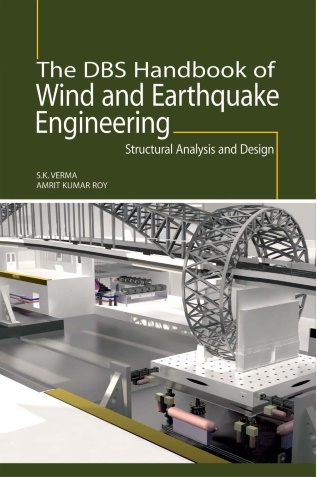 The DBS Handbook of
Wind and Earthquake
Engineering
Structural Analysis and Design
S.K. VERMA
AMRIT KUMAR ROY